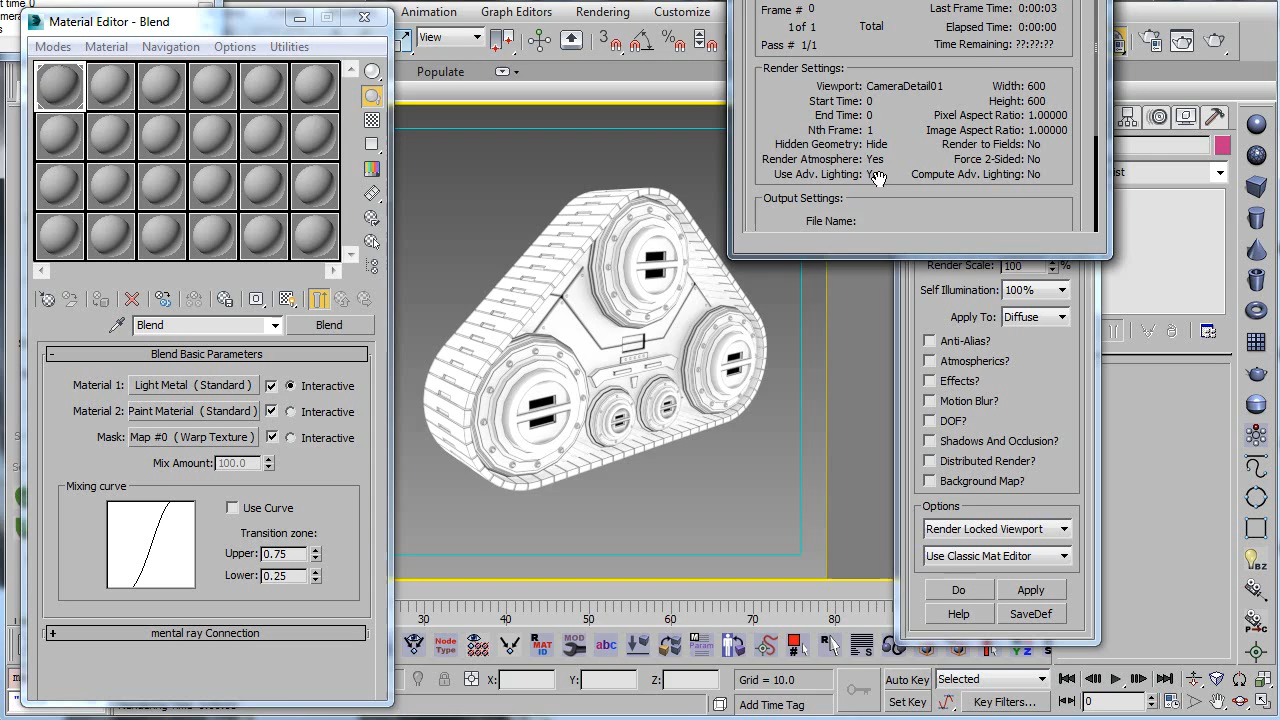 Material Editor - Blend
Modes Material Navigation Options Utilities
Blend
Blend
Blend Basic Parameters
Material 1: Light Metal ( Standard ) Interactive
Material 2: Paint Material ( Standard ) Interactive
Mask: Map #0 ( Warp Texture ) Interactive
Mix Amount: 100.0
Mixing curve
Use Curve
Transition zone:
Upper: 0.75
Lower: 0.25
mental ray Connection
Animation Graph Editors Rendering Customize
View
Populate
Frame # 0 Last Frame Time: 0:00:03
1 of 1 Total Elapsed Time: 0:00:00
Pass # 1/1 Time Remaining: ??:??:??
Render Settings:
Viewport: CameraDetail01 Width: 600
Start Time: 0 Height: 600
End Time: 0 Pixel Aspect Ratio: 1.00000
Nth Frame: 1 Image Aspect Ratio: 1.00000
Hidden Geometry: Hide Render to Fields: No
Render Atmosphere: Yes Force 2-Sided: No
Use Adv. Lighting: Compute Adv. Lighting: No
Output Settings:
File Name:
Render Scale: 100 %
Self Illumination: 100%
Apply To: Diffuse
Anti-Alias?
Atmospherics?
Effects?
Motion Blur?
DOF?
Shadows And Occlusion?
Distributed Render?
Background Map?
Options
Render Locked Viewport
Use Classic Mat Editor
Do Apply
Help SaveDef
30 40 50 60 70 80
Node Type R MAT ID MOD abc Param
X: Y: Z: Grid = 10.0 Auto Key Selected
Add Time Tag Set Key Key Filters... 0